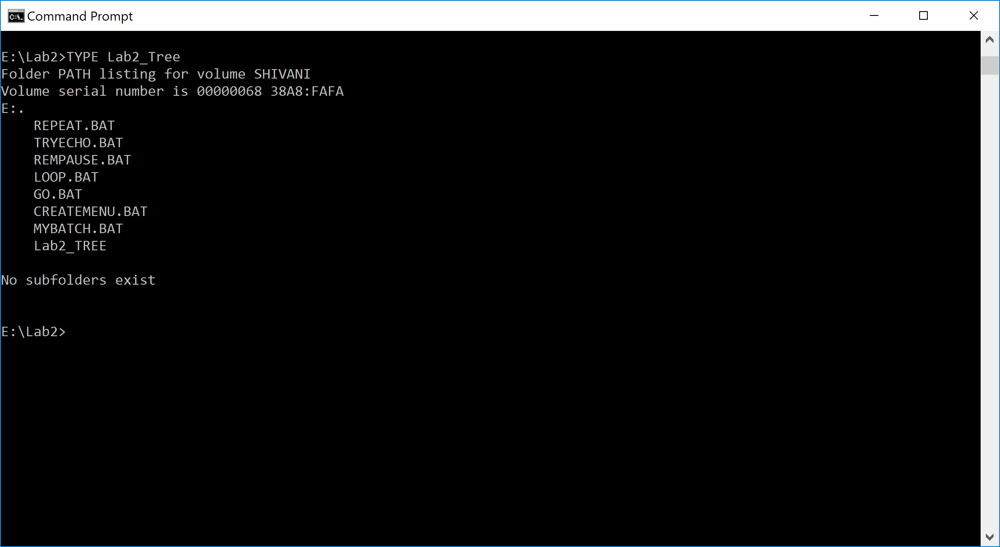 Command Prompt
E:\Lab2>TYPE Lab2_Tree
Folder PATH listing for volume SHIVANI
Volume serial number is 00000068 38A8:FAFA
E:.
    REPEAT.BAT
    TRYECHO.BAT
    REMPAUSE.BAT
    LOOP.BAT
    GO.BAT
    CREATEMENU.BAT
    MYBATCH.BAT
    Lab2_TREE
No subfolders exist
E:\Lab2>